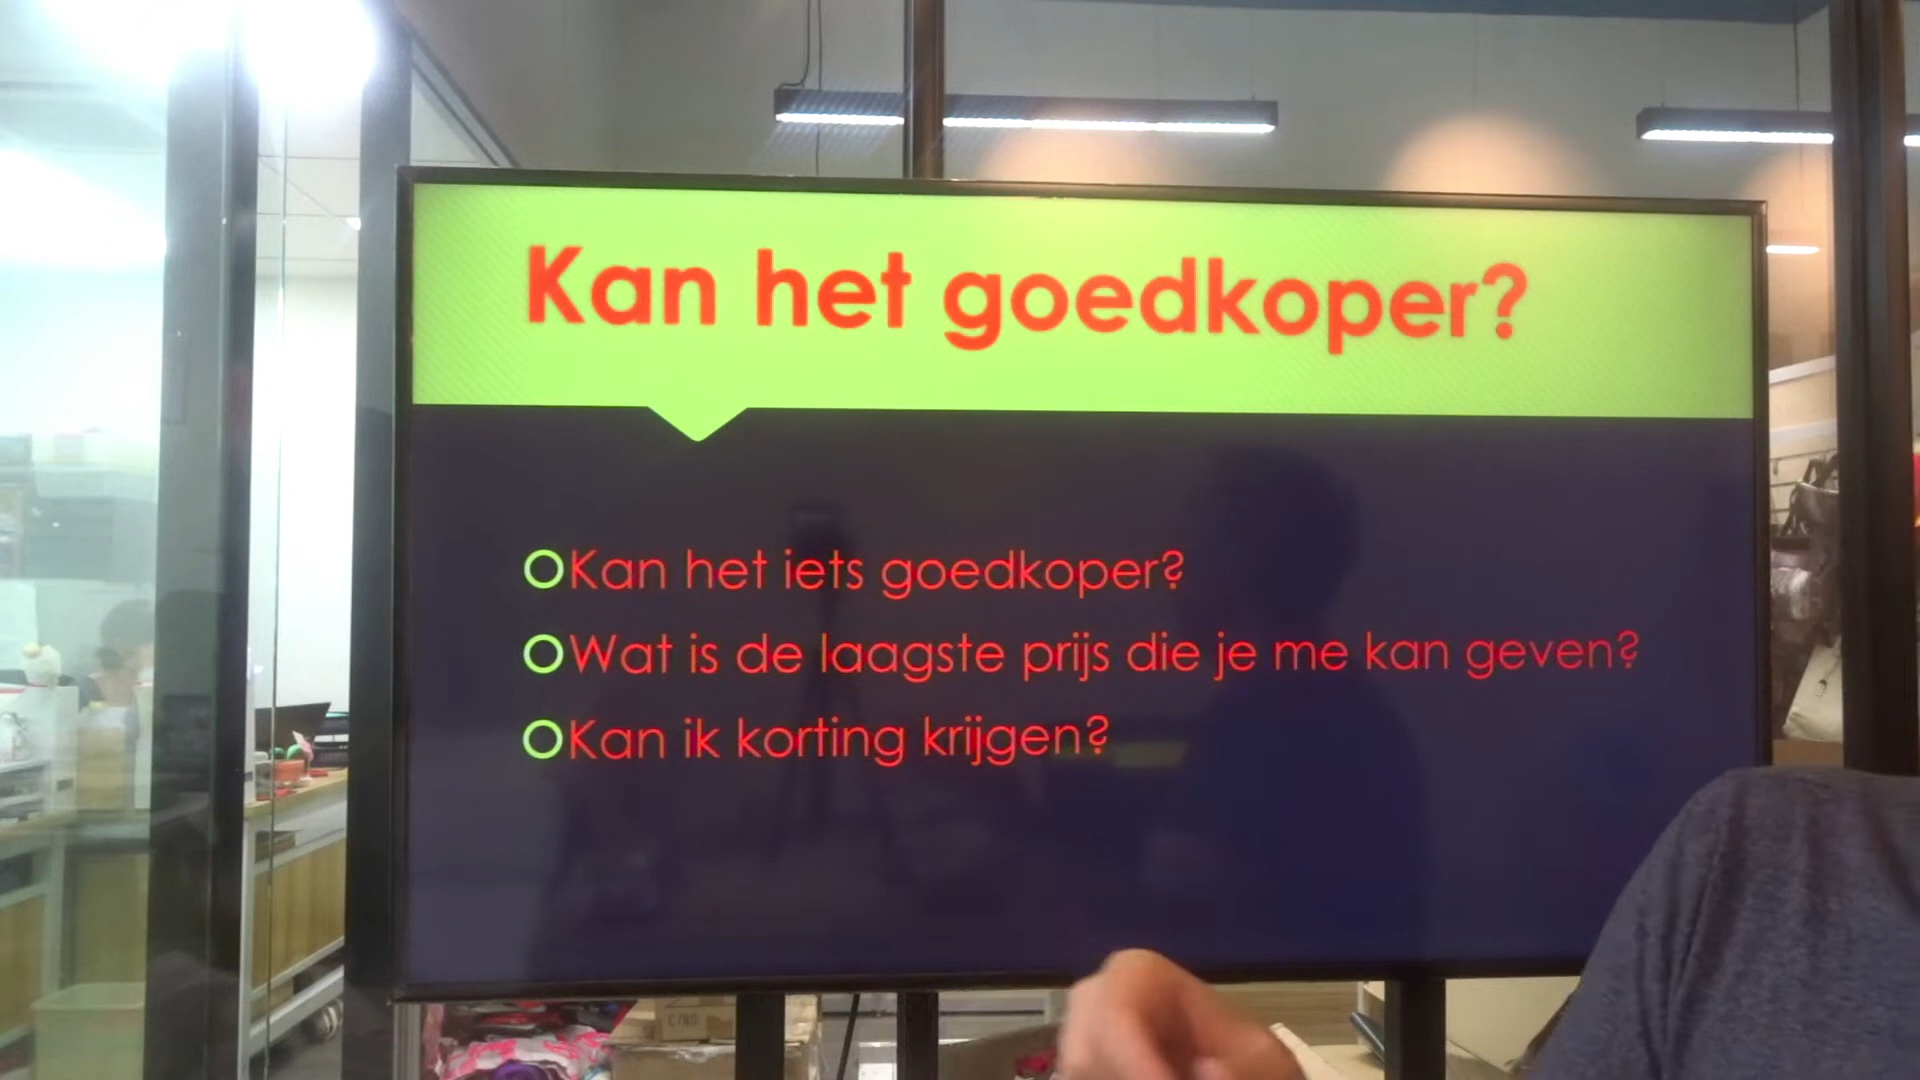 Kan het goedkoper?
Kan het iets goedkoper?
Wat is de laagste prijs die je me kan geven?
Kan ik korting krijgen?